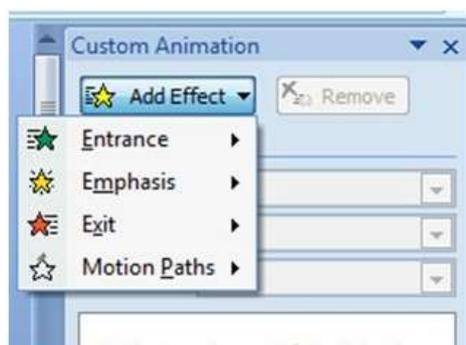 Custom Animation
Add Effect Remove
Entrance
Emphasis
Exit
Motion Paths